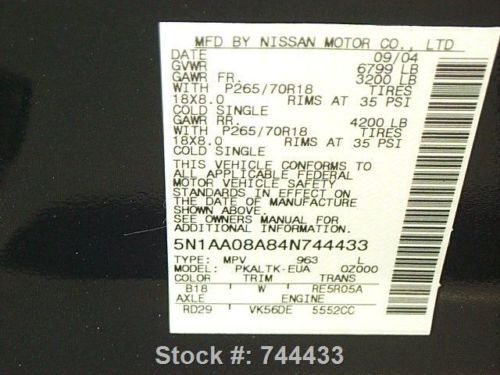 MFD BY NISSAN MOTOR CO., LTD
DATE 09/04
GVWR 6799 LB
GAWR FR. 3200 LB
WITH P265/70R18 TIRES
18X8.0 RIMS AT 35 PSI
COLD SINGLE
GAWR RR. 4200 LB
WITH P265/70R18 TIRES
18X8.0 RIMS AT 35 PSI
COLD SINGLE
THIS VEHICLE CONFORMS TO
ALL APPLICABLE FEDERAL
MOTOR VEHICLE SAFETY
STANDARDS IN EFFECT ON
THE DATE OF MANUFACTURE
SHOWN ABOVE.
SEE OWNERS MANUAL FOR
ADDITIONAL INFORMATION.
5N1AA08A84N744433
TYPE: MPV 963 L
MODEL: PKALTK-EUA OZ000
COLOR TRIM TRANS
B18 W RE5R05A
AXLE ENGINE
RD29 VK56DE 5552CC
Stock #: 744433